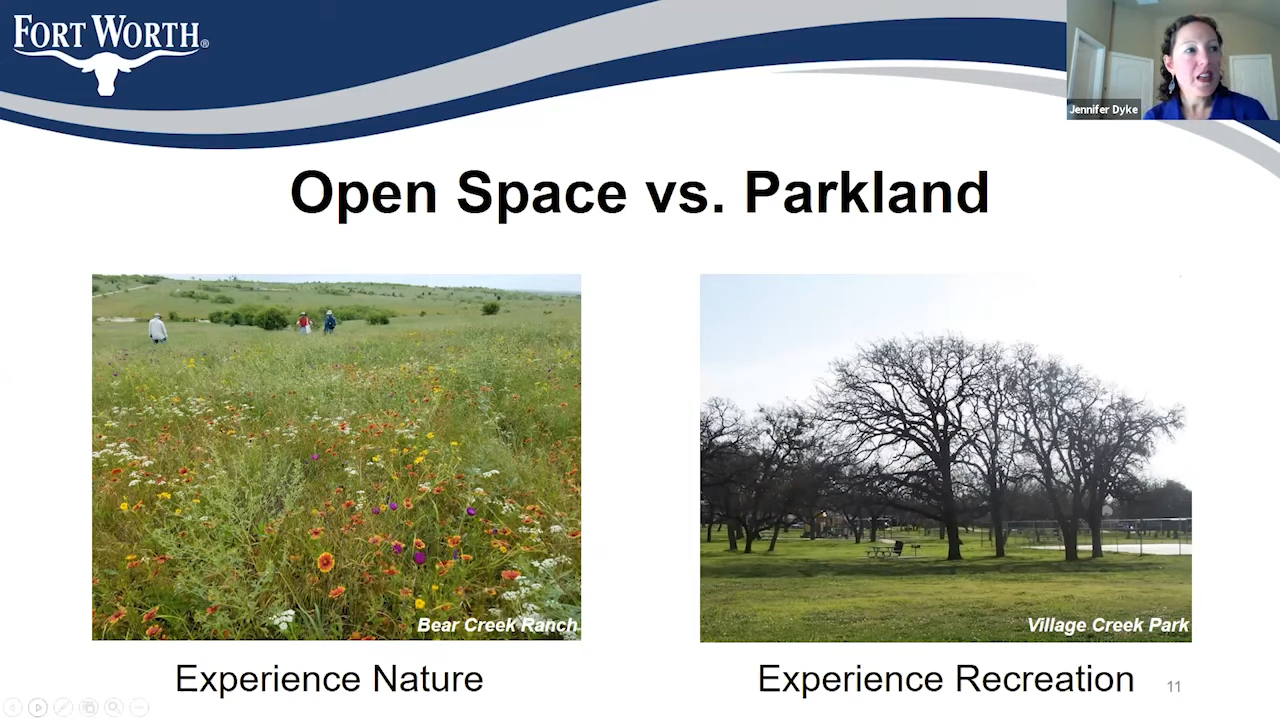 FORT WORTH®
Jennifer Dyke
Open Space vs. Parkland
Bear Creek Ranch
Village Creek Park
Experience Nature
Experience Recreation
11